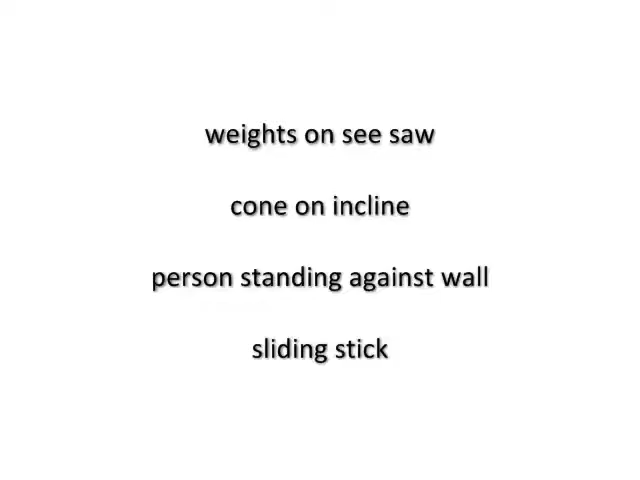 weights on see saw
cone on incline
person standing against wall
sliding stick